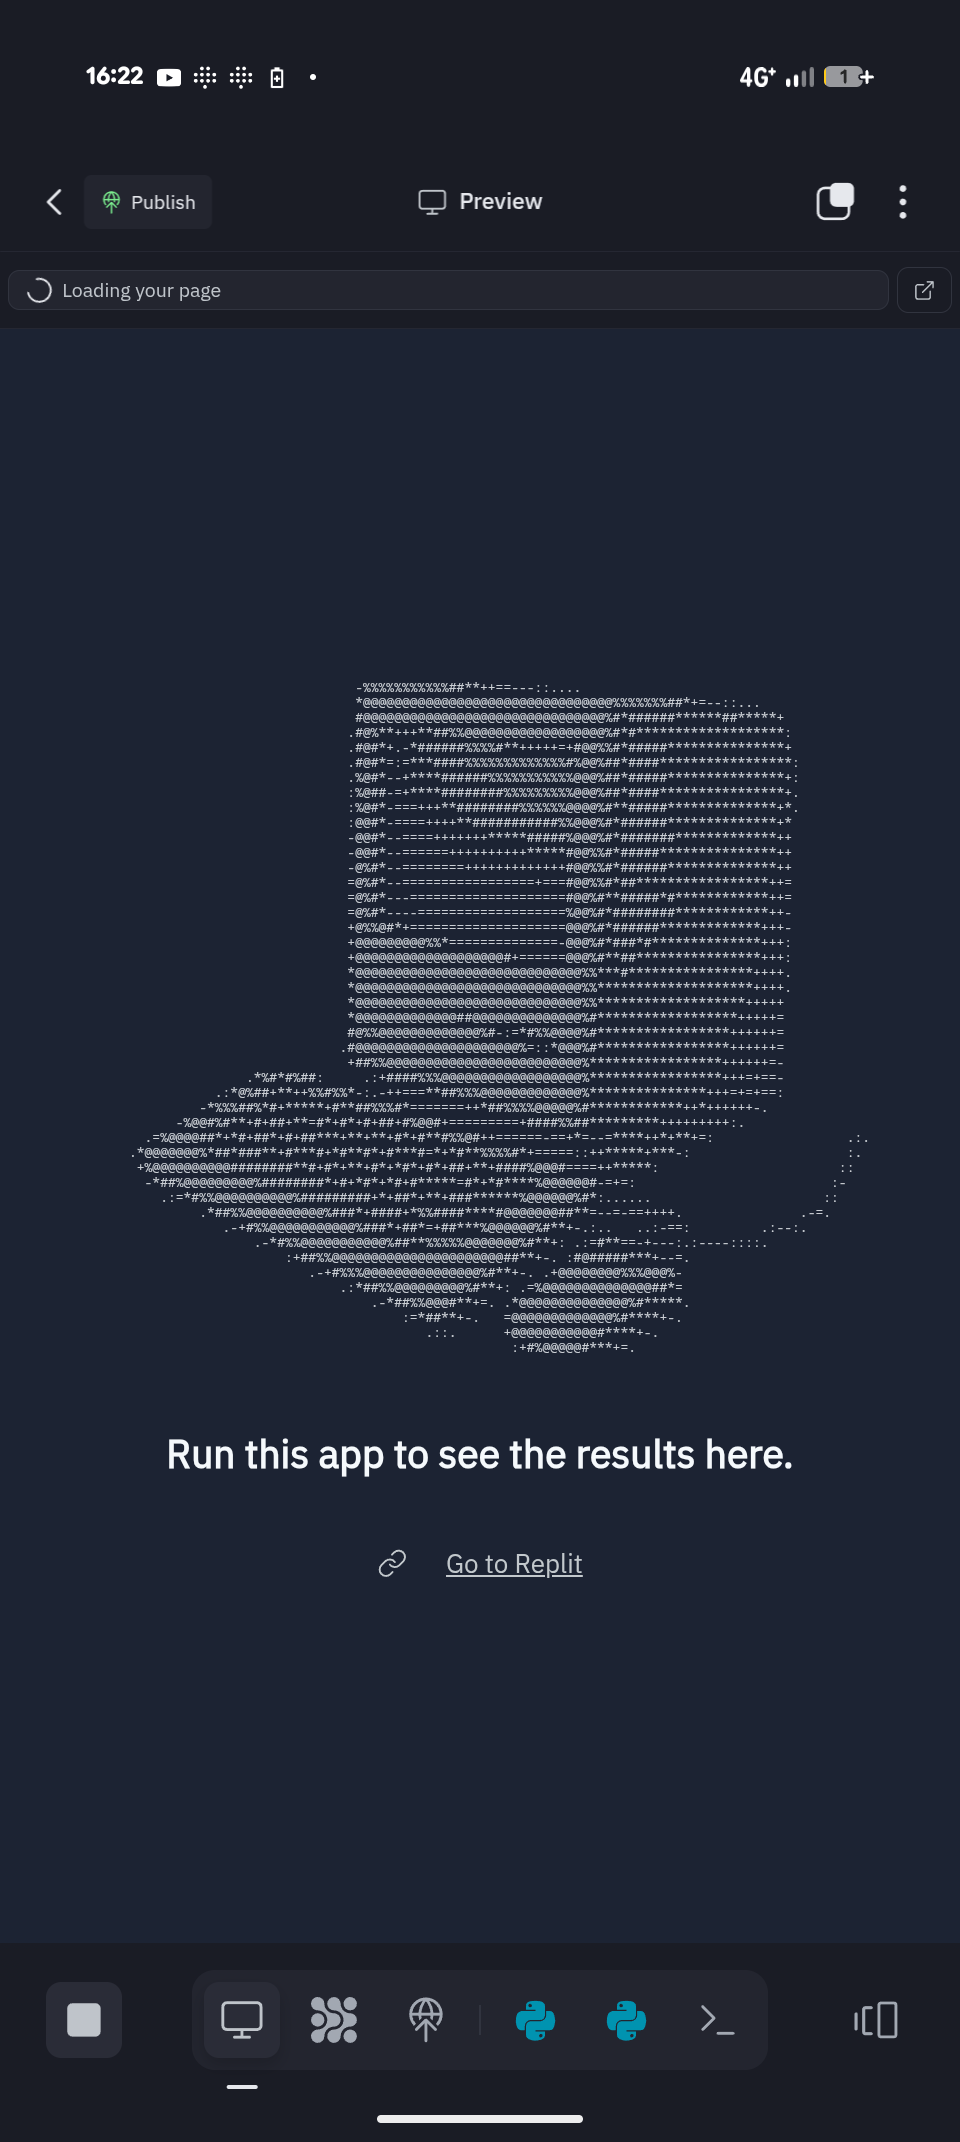 16:22
4G+
1
Publish
Preview
Loading your page
Run this app to see the results here.
Go to Replit